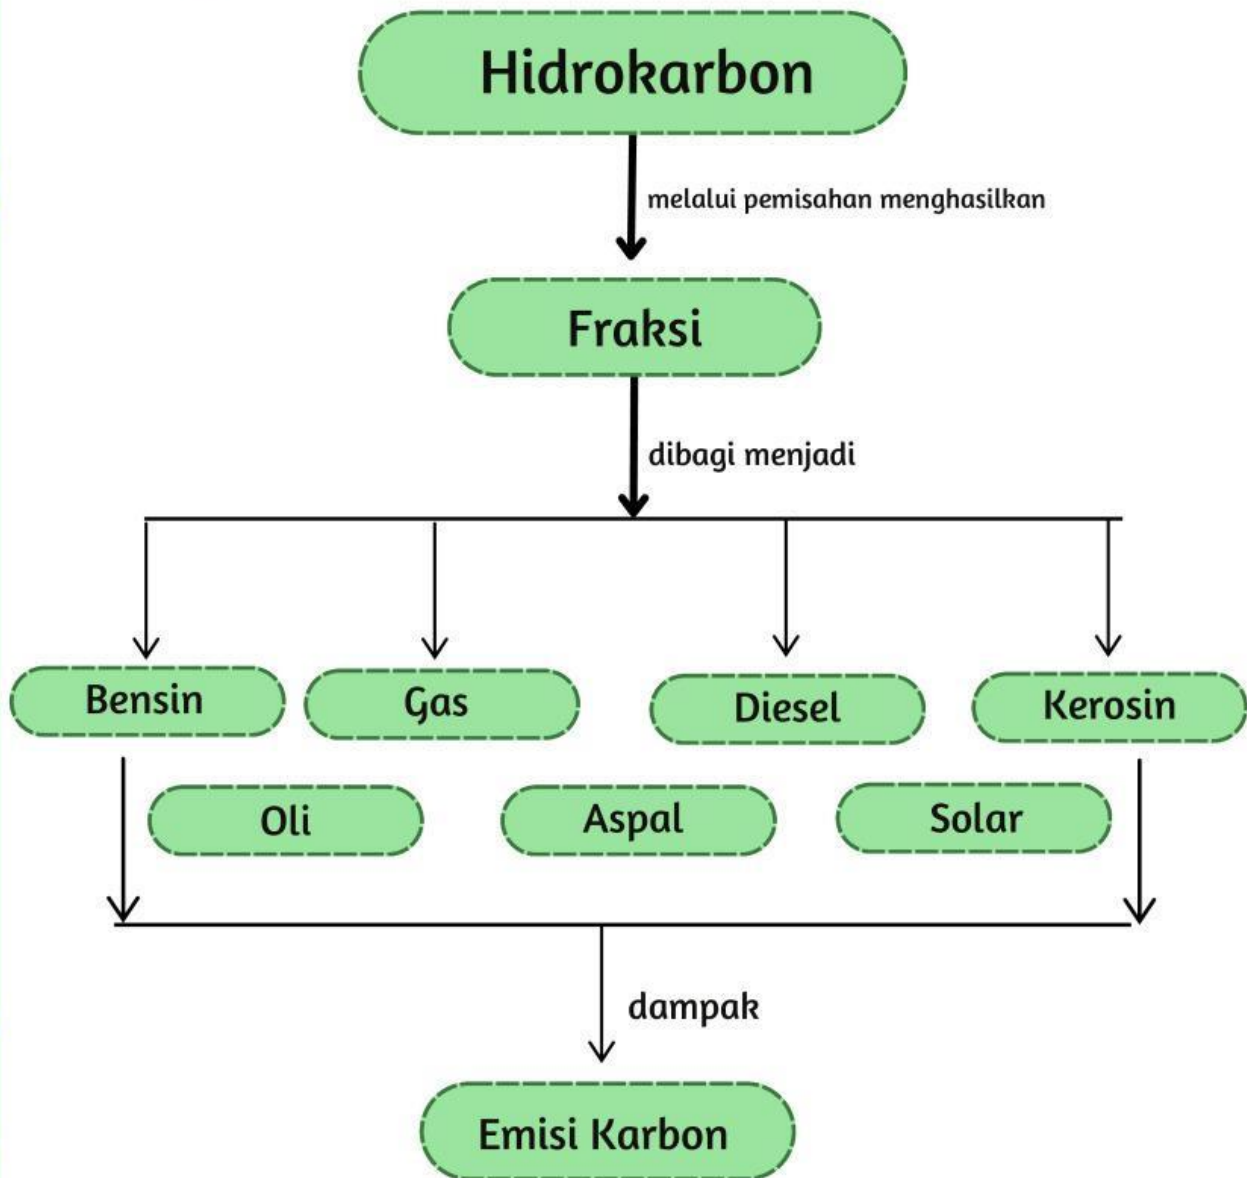 Hidrokarbon
melalui pemisahan menghasilkan
Fraksi
dibagi menjadi
Bensin
Gas
Diesel
Kerosin
Oli
Aspal
Solar
dampak
Emisi Karbon